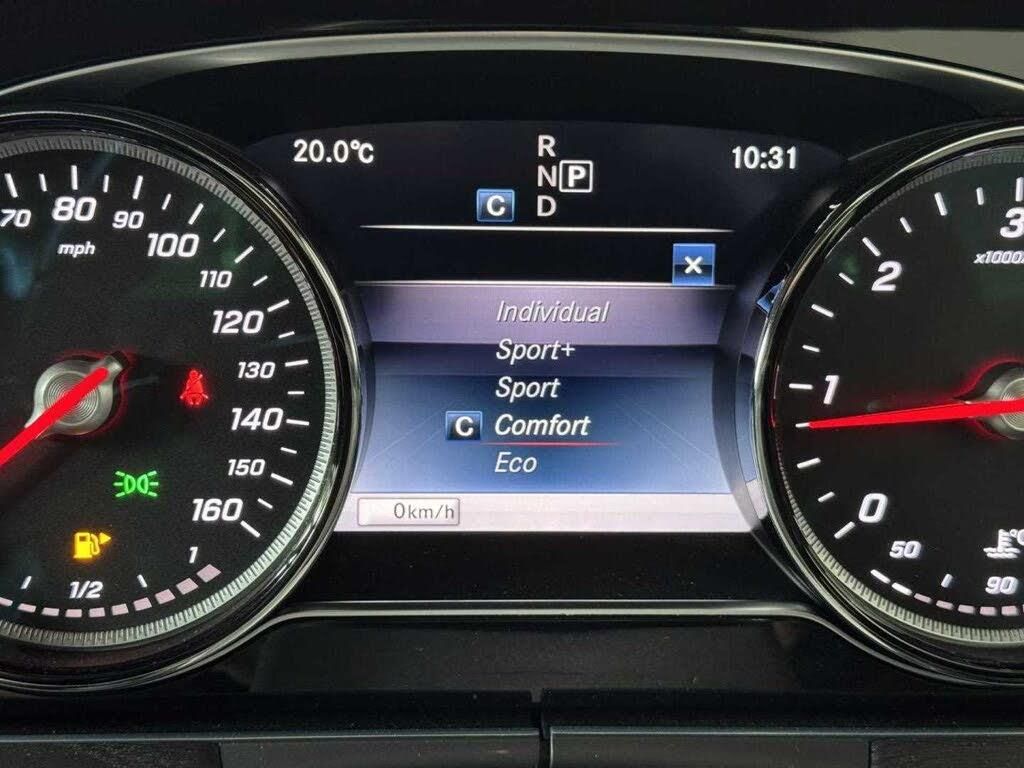 20.0°C
R
N P
C D
10:31
×
Individual
Sport+
Sport
C Comfort
Eco
0km/h
70 80 90 100 110 120 130 140 150 160
mph
1/2 1
0 1 2 3
x1000
50 90
°C